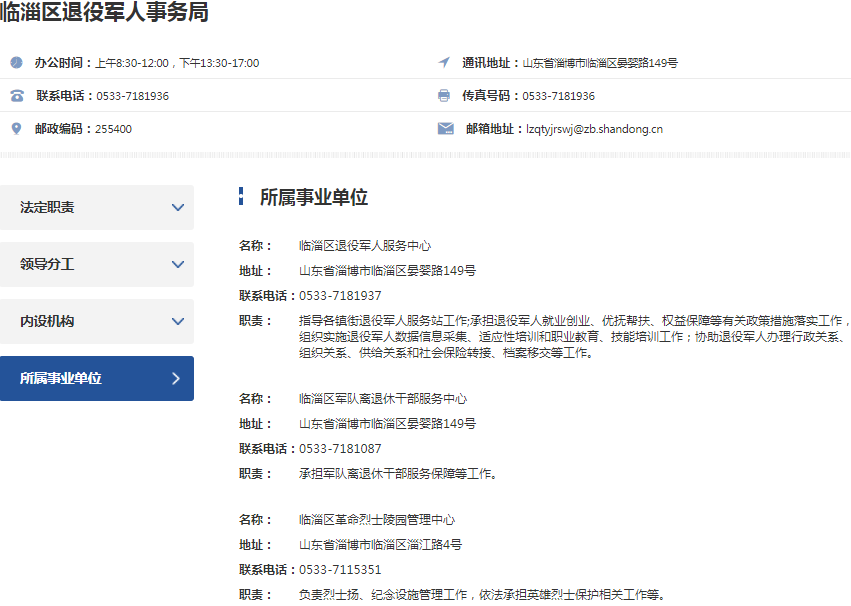 临淄区退役军人事务局
办公时间：上午8:30-12:00，下午13:30-17:00
通讯地址：山东省淄博市临淄区晏婴路149号
联系电话：0533-7181936
传真号码：0533-7181936
邮政编码：255400
邮箱地址：lzqtyjrswj@zb.shandong.cn
法定职责
领导分工
内设机构
所属事业单位
所属事业单位
名称： 临淄区退役军人服务中心
地址： 山东省淄博市临淄区晏婴路149号
联系电话：0533-7181937
职责： 指导各镇街退役军人服务站工作;承担退役军人就业创业、优抚帮扶、权益保障等有关政策措施落实工作，
组织实施退役军人数据信息采集、适应性培训和职业教育、技能培训工作；协助退役军人办理行政关系、
组织关系、供给关系和社会保险转接、档案移交等工作。
名称： 临淄区军队离退休干部服务中心
地址： 山东省淄博市临淄区晏婴路149号
联系电话：0533-7181087
职责： 承担军队离退休干部服务保障等工作。
名称： 临淄区革命烈士陵园管理中心
地址： 山东省淄博市临淄区淄江路4号
联系电话：0533-7115351
职责： 负责烈士扬、纪念设施管理工作，依法承担英雄烈士保护相关工作等。